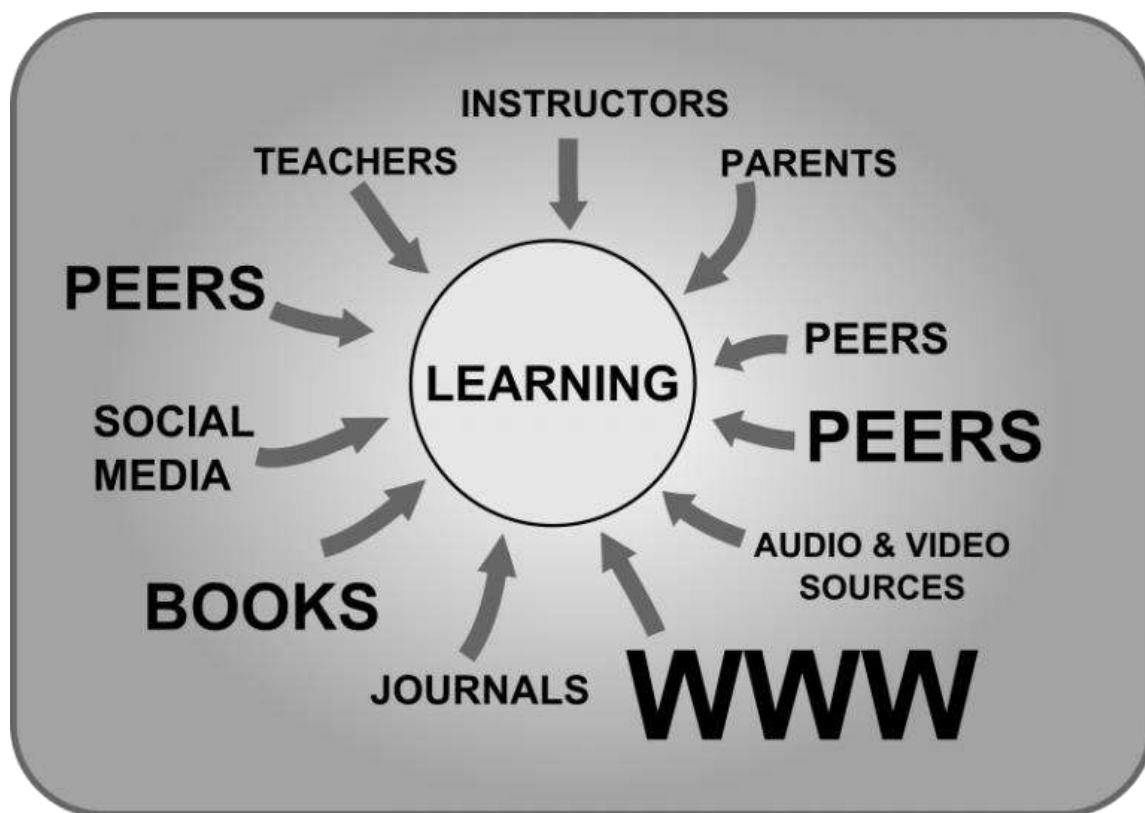 INSTRUCTORS
TEACHERS
PARENTS
PEERS
PEERS
LEARNING
SOCIAL
MEDIA
PEERS
AUDIO & VIDEO
SOURCES
BOOKS
JOURNALS
WWW